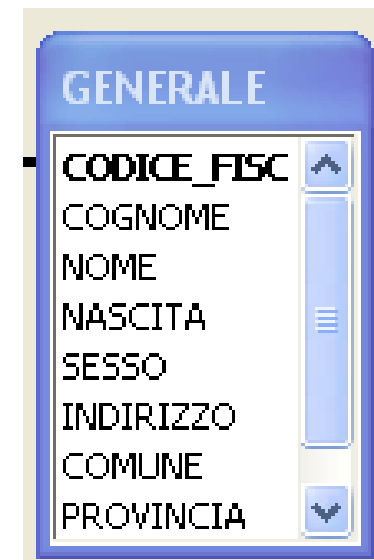 GENERALE
CODICE_FISC
COGNOME
NOME
NASCITA
SESSO
INDIRIZZO
COMUNE
PROVINCIA